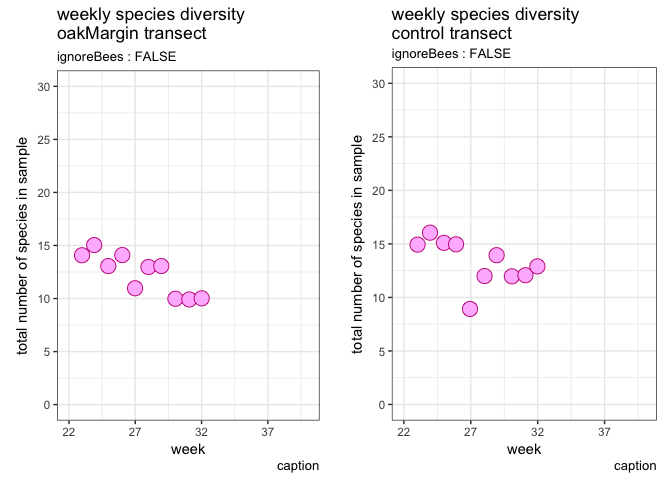 weekly species diversity
oakMargin transect
ignoreBees : FALSE
total number of species in sample
30
25
20
15
10
5
0
22
27
32
37
week
caption
weekly species diversity
control transect
ignoreBees : FALSE
total number of species in sample
30
25
20
15
10
5
0
22
27
32
37
week
caption